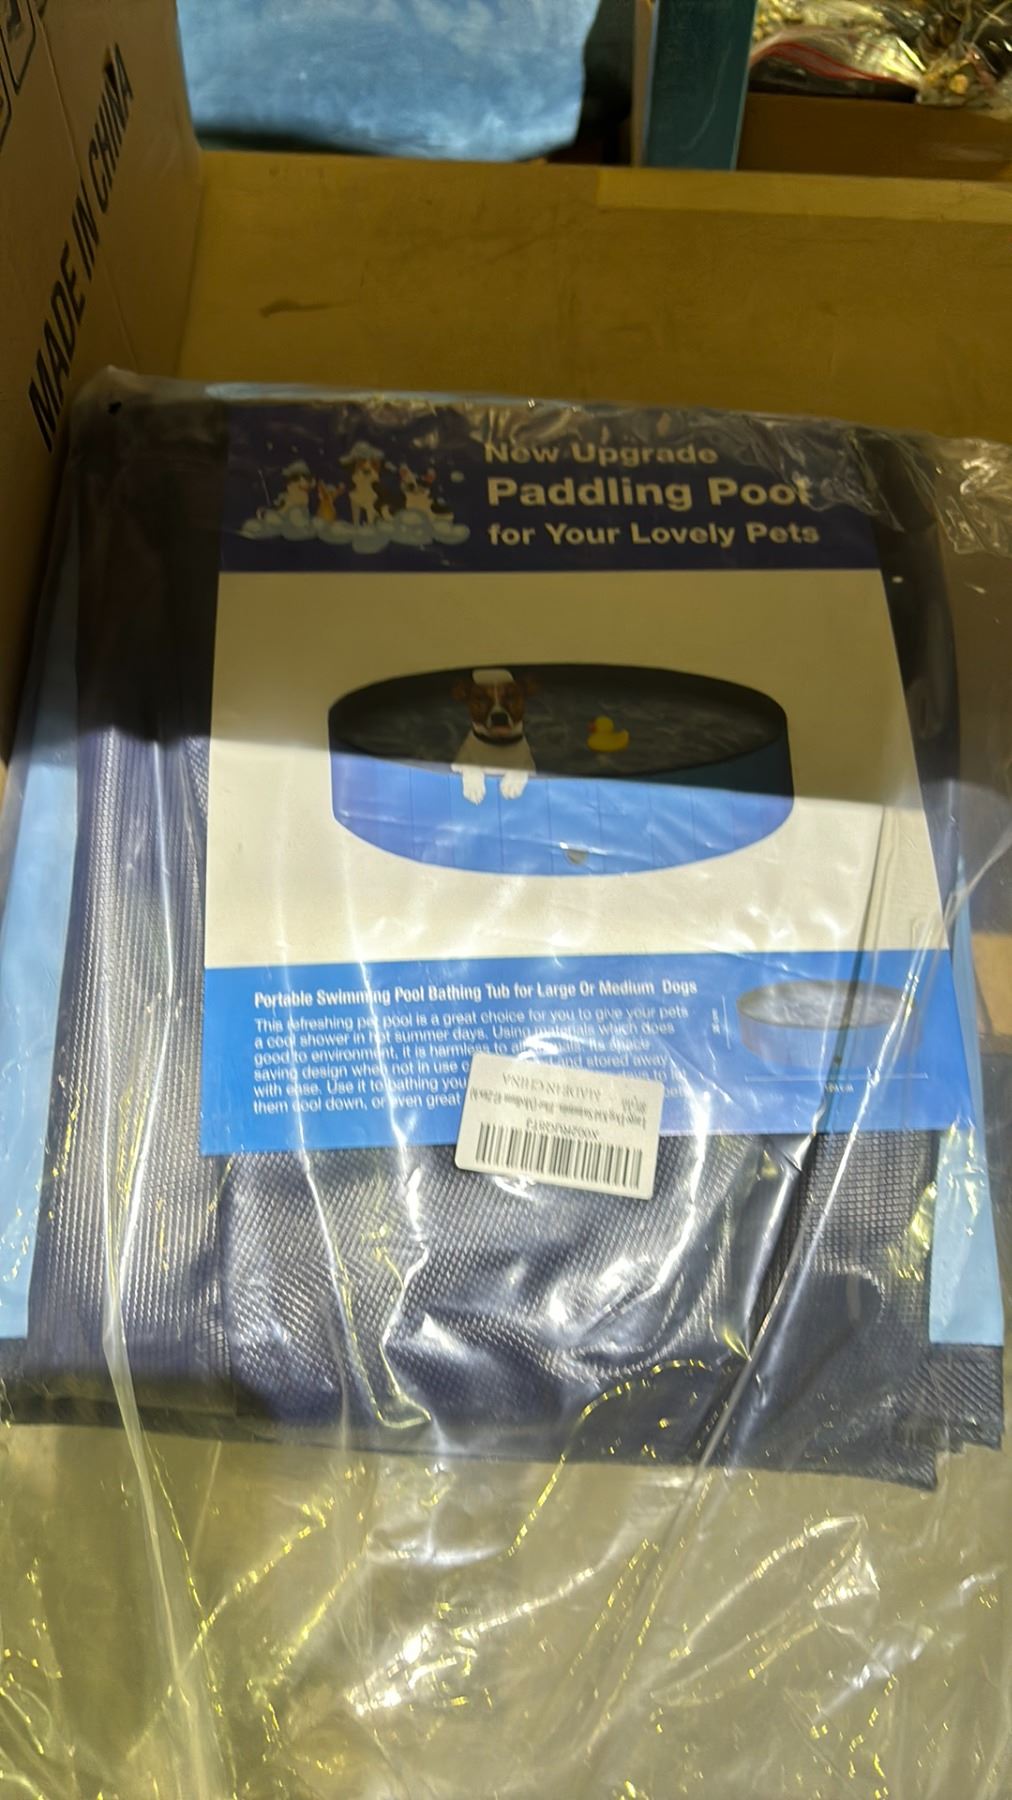 MADE IN CHINA
New Upgrade
Paddling Pool
for Your Lovely Pets
Portable Swimming Pool Bathing Tub for Large Or Medium Dogs
This refreshing pet pool is a great choice for you to give your pets
a cool shower in hot summer days. Using materials which does
good to environment, it is harmless to and stored away
saving design when not in use
with ease. Use it to bathing you
them cool down, or even great
MADE IN CHINA